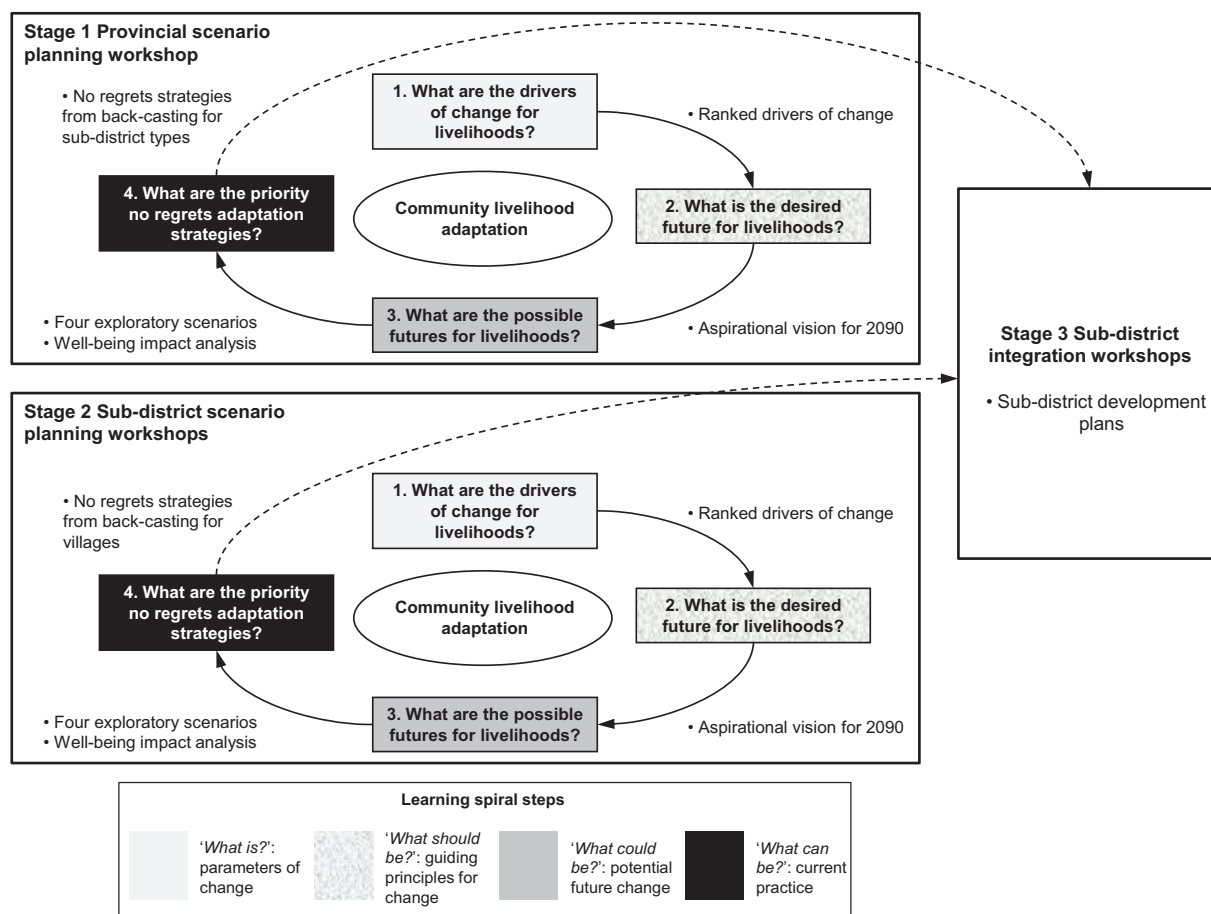 Stage 1 Provincial scenario
planning workshop
• No regrets strategies
from back-casting for
sub-district types
1. What are the drivers
of change for
livelihoods?
• Ranked drivers of change
4. What are the priority
no regrets adaptation
strategies?
Community livelihood
adaptation
2. What is the desired
future for livelihoods?
• Four exploratory scenarios
• Well-being impact analysis
3. What are the possible
futures for livelihoods?
• Aspirational vision for 2090
Stage 3 Sub-district
integration workshops
• Sub-district development
plans
Stage 2 Sub-district scenario
planning workshops
• No regrets strategies
from back-casting for
villages
1. What are the drivers
of change for
livelihoods?
• Ranked drivers of change
4. What are the priority
no regrets adaptation
strategies?
Community livelihood
adaptation
2. What is the desired
future for livelihoods?
• Four exploratory scenarios
• Well-being impact analysis
3. What are the possible
futures for livelihoods?
• Aspirational vision for 2090
Learning spiral steps
‘What is?’:
parameters of
change
‘What should
be?’: guiding
principles for
change
‘What could
be?’: potential
future change
‘What can
be?’: current
practice